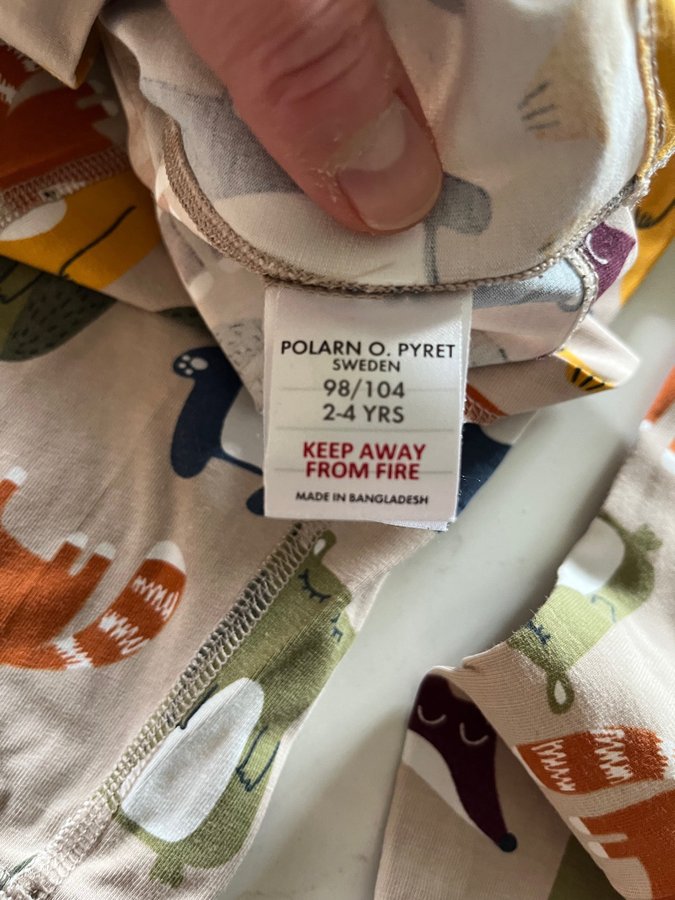 POLARN O. PYRET
SWEDEN
98/104
2-4 YRS
KEEP AWAY
FROM FIRE
MADE IN BANGLADESH